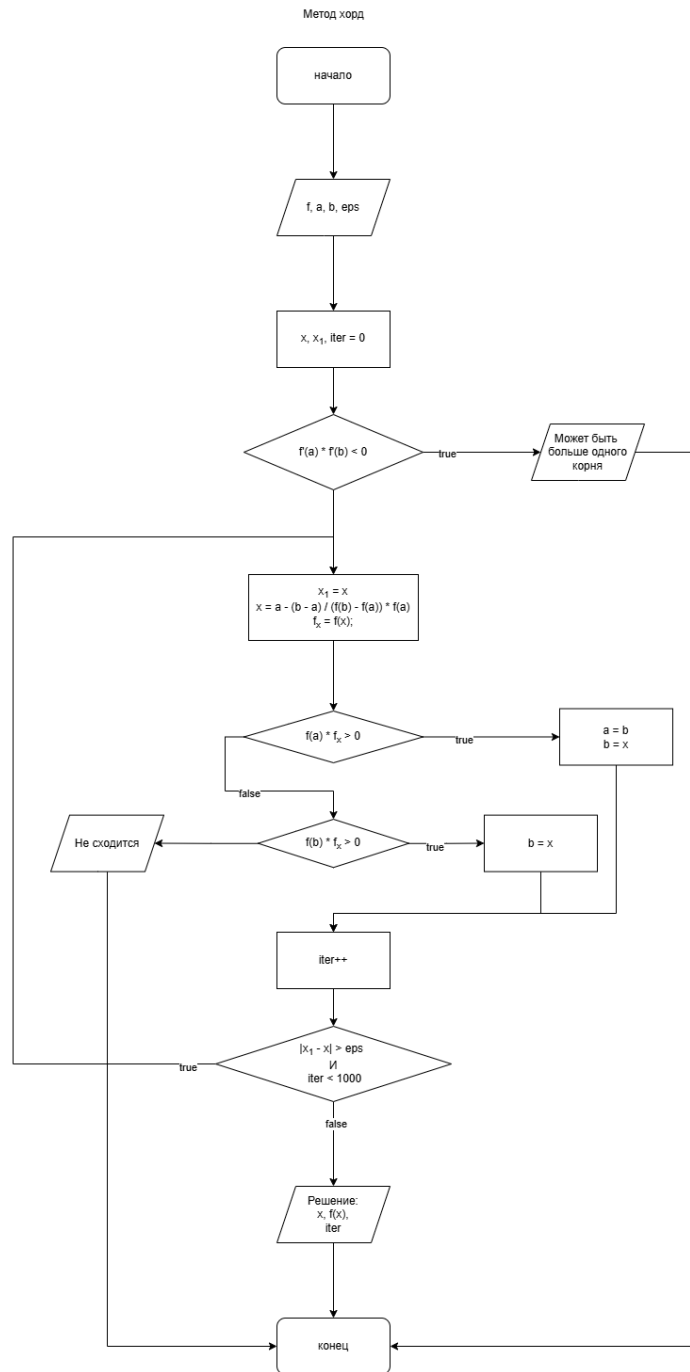 Метод хорд
начало
f, a, b, eps
x, x₁, iter = 0
f'(a) * f'(b) < 0
true
Может быть
больше одного
корня
x₁ = x
x = a - (b - a) / (f(b) - f(a)) * f(a)
fₓ = f(x);
f(a) * fₓ > 0
true
a = b
b = x
false
Не сходится
f(b) * fₓ > 0
true
b = x
iter++
|x₁ - x| > eps
И
iter < 1000
true
false
Решение:
x, f(x),
iter
конец